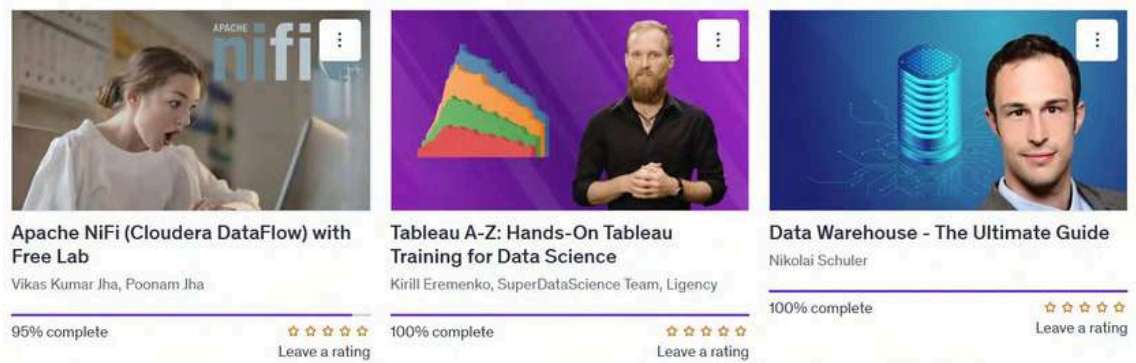 APACHE
nifi
Apache NiFi (Cloudera DataFlow) with
Free Lab
Vikas Kumar Jha, Poonam Jha
95% complete
Leave a rating
Tableau A-Z: Hands-On Tableau
Training for Data Science
Kirill Eremenko, SuperDataScience Team, Ligency
100% complete
Leave a rating
Data Warehouse - The Ultimate Guide
Nikolai Schuler
100% complete
Leave a rating